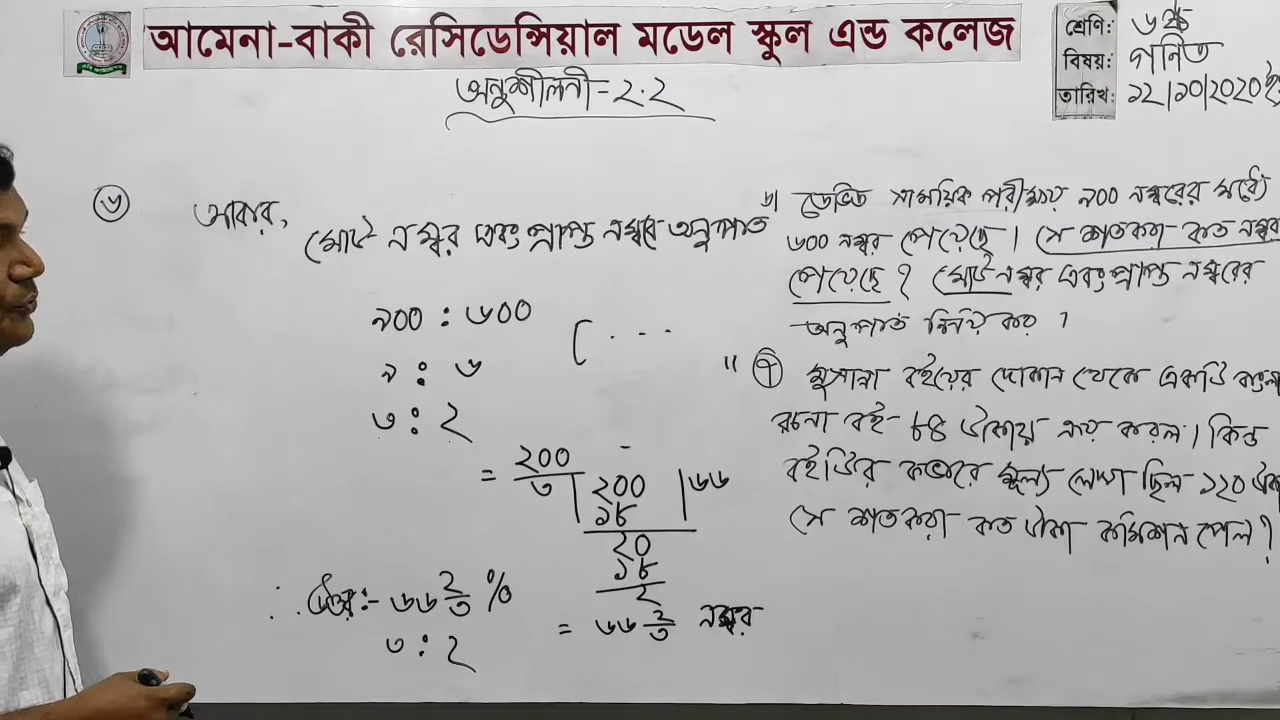 আমেনা-বাকী রেসিডেন্সিয়াল মডেল স্কুল এন্ড কলেজ
শ্রেণি: ৬ষ্ঠ
বিষয়: গণিত
তারিখ: ১২/১০/২০২০ ইং
অনুশীলনী=২.২
৬
আবার,
মোট নম্বর এবং প্রাপ্ত নম্বরে অনুপাত
৯০০ : ৬০০
[ . . .
৯ : ৬
৩ : ২
= ২০০/৩
৩ | ২০০ | ৬৬
১৮
২০
১৮
২
= ৬৬ ২/৩ নম্বর
∴ উত্তর:- ৬৬ ২/৩ %
৩ : ২
৬) ডেভিড সাময়িক পরীক্ষায় ৯০০ নম্বরের মধ্যে
৬০০ নম্বর পেয়েছে। সে শতকরা কত নম্বর
পেয়েছে? মোট নম্বর এবং প্রাপ্ত নম্বরের
অনুপাত নির্ণয় কর ?
" ৭ মুসান্না বইয়ের দোকান থেকে একটি বাংলা
রচনা বই ৮৪ টাকায় ক্রয় করল। কিন্তু
বইটির কভারে মূল্য লেখা ছিল ১২০ টাকা
সে শতকরা কত টাকা কমিশন পেল?